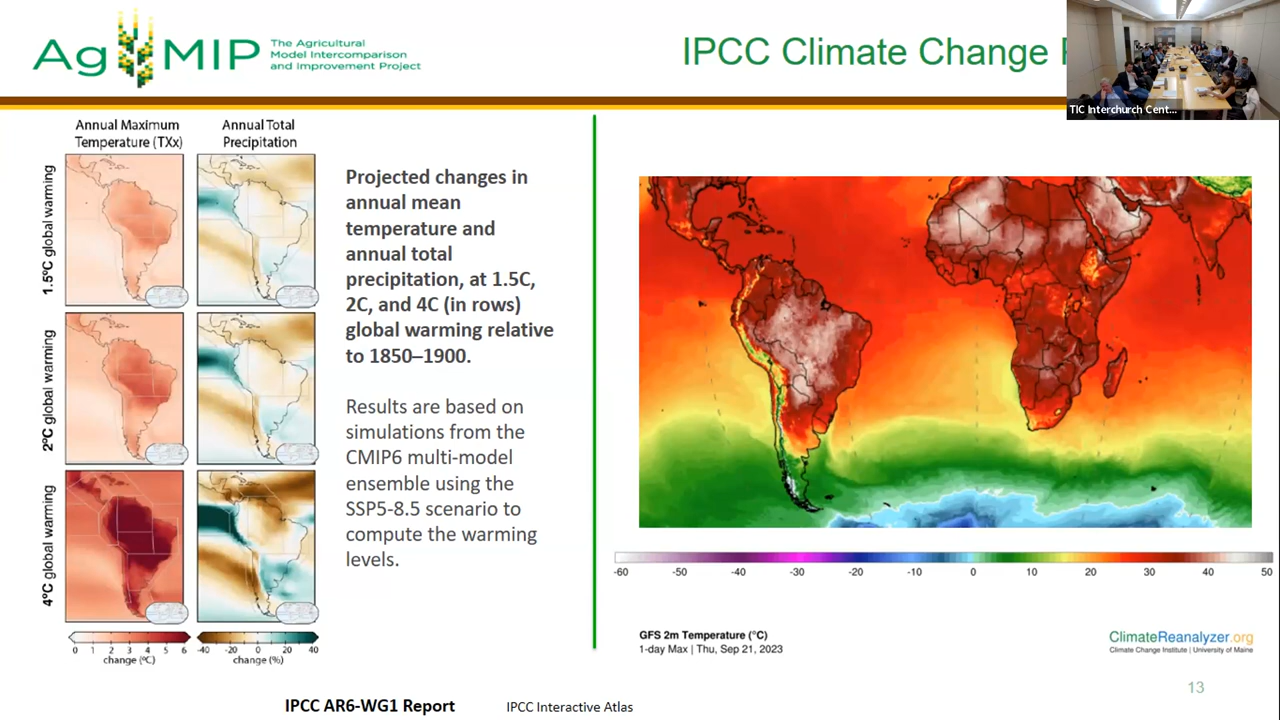 AgMIP
The Agricultural
Model Intercomparison
and Improvement Project
IPCC Climate Change
TIC Interchurch Cent...
Annual Maximum
Temperature (TXx)
Annual Total
Precipitation
1.5ºC global warming
2ºC global warming
4ºC global warming
0 1 2 3 4 5 6
change (ºC)
-40 -20 0 20 40
change (%)
Projected changes in
annual mean
temperature and
annual total
precipitation, at 1.5C,
2C, and 4C (in rows)
global warming relative
to 1850–1900.
Results are based on
simulations from the
CMIP6 multi-model
ensemble using the
SSP5-8.5 scenario to
compute the warming
levels.
-60 -50 -40 -30 -20 -10 0 10 20 30 40 50
GFS 2m Temperature (°C)
1-day Max | Thu, Sep 21, 2023
ClimateReanalyzer.org
Climate Change Institute | University of Maine
13
IPCC AR6-WG1 Report
IPCC Interactive Atlas